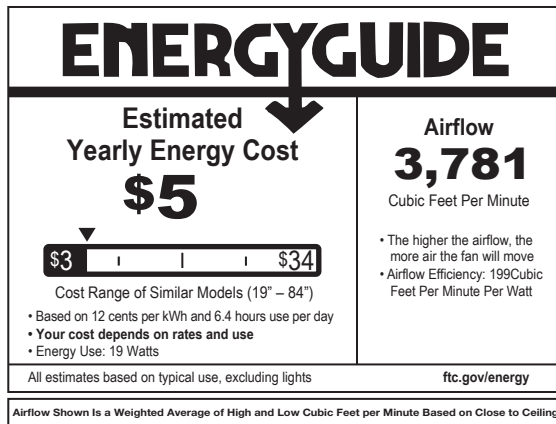 ENERGYGUIDE
Estimated
Yearly Energy Cost
$5
$3
$34
Cost Range of Similar Models (19” – 84”)
• Based on 12 cents per kWh and 6.4 hours use per day
• Your cost depends on rates and use
• Energy Use: 19 Watts
Airflow
3,781
Cubic Feet Per Minute
• The higher the airflow, the
more air the fan will move
• Airflow Efficiency: 199Cubic
Feet Per Minute Per Watt
All estimates based on typical use, excluding lights
ftc.gov/energy
Airflow Shown Is a Weighted Average of High and Low Cubic Feet per Minute Based on Close to Ceiling